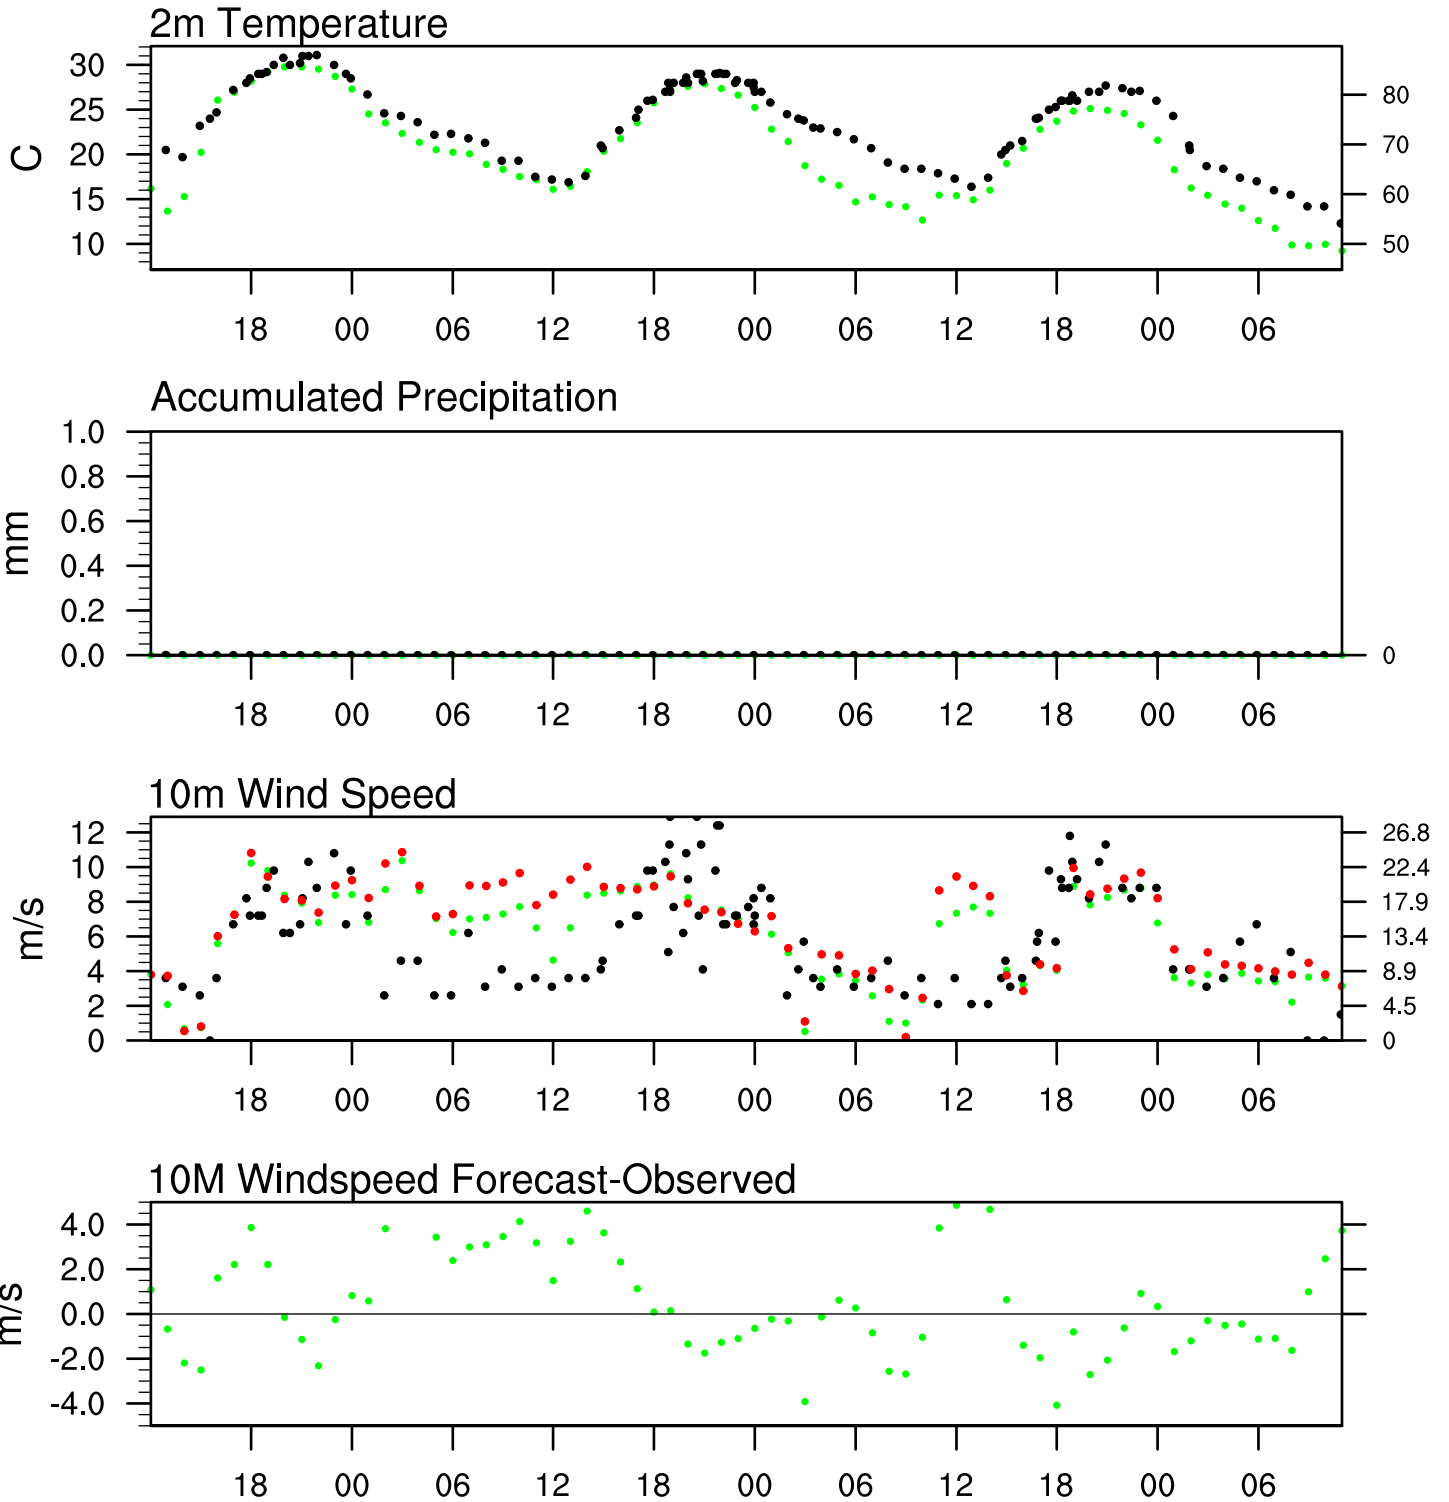 2m Temperature
30
25
20
15
10
C
80
70
60
50
18 00 06 12 18 00 06 12 18 00 06
Accumulated Precipitation
1.0
0.8
0.6
0.4
0.2
0.0
mm
0
18 00 06 12 18 00 06 12 18 00 06
10m Wind Speed
12
10
8
6
4
2
0
m/s
26.8
22.4
17.9
13.4
8.9
4.5
0
18 00 06 12 18 00 06 12 18 00 06
10M Windspeed Forecast-Observed
4.0
2.0
0.0
-2.0
-4.0
m/s
18 00 06 12 18 00 06 12 18 00 06